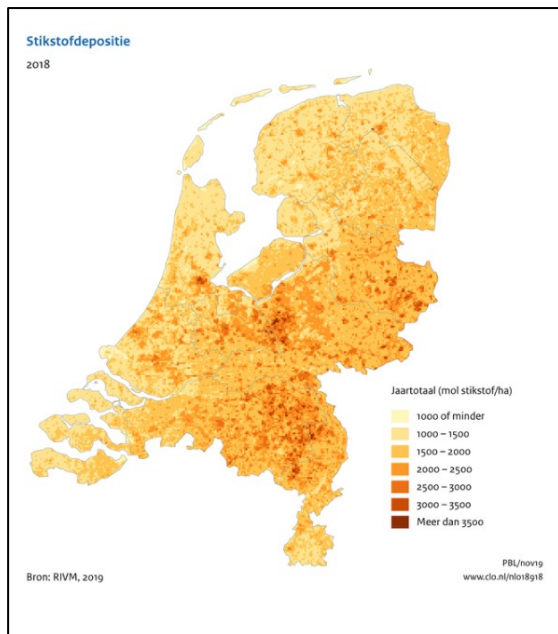 Stikstofdepositie
2018
Jaartotaal (mol stikstof/ha)
1000 of minder
1000 – 1500
1500 – 2000
2000 – 2500
2500 – 3000
3000 – 3500
Meer dan 3500
PBL/nov19
Bron: RIVM, 2019
www.clo.nl/nl018918